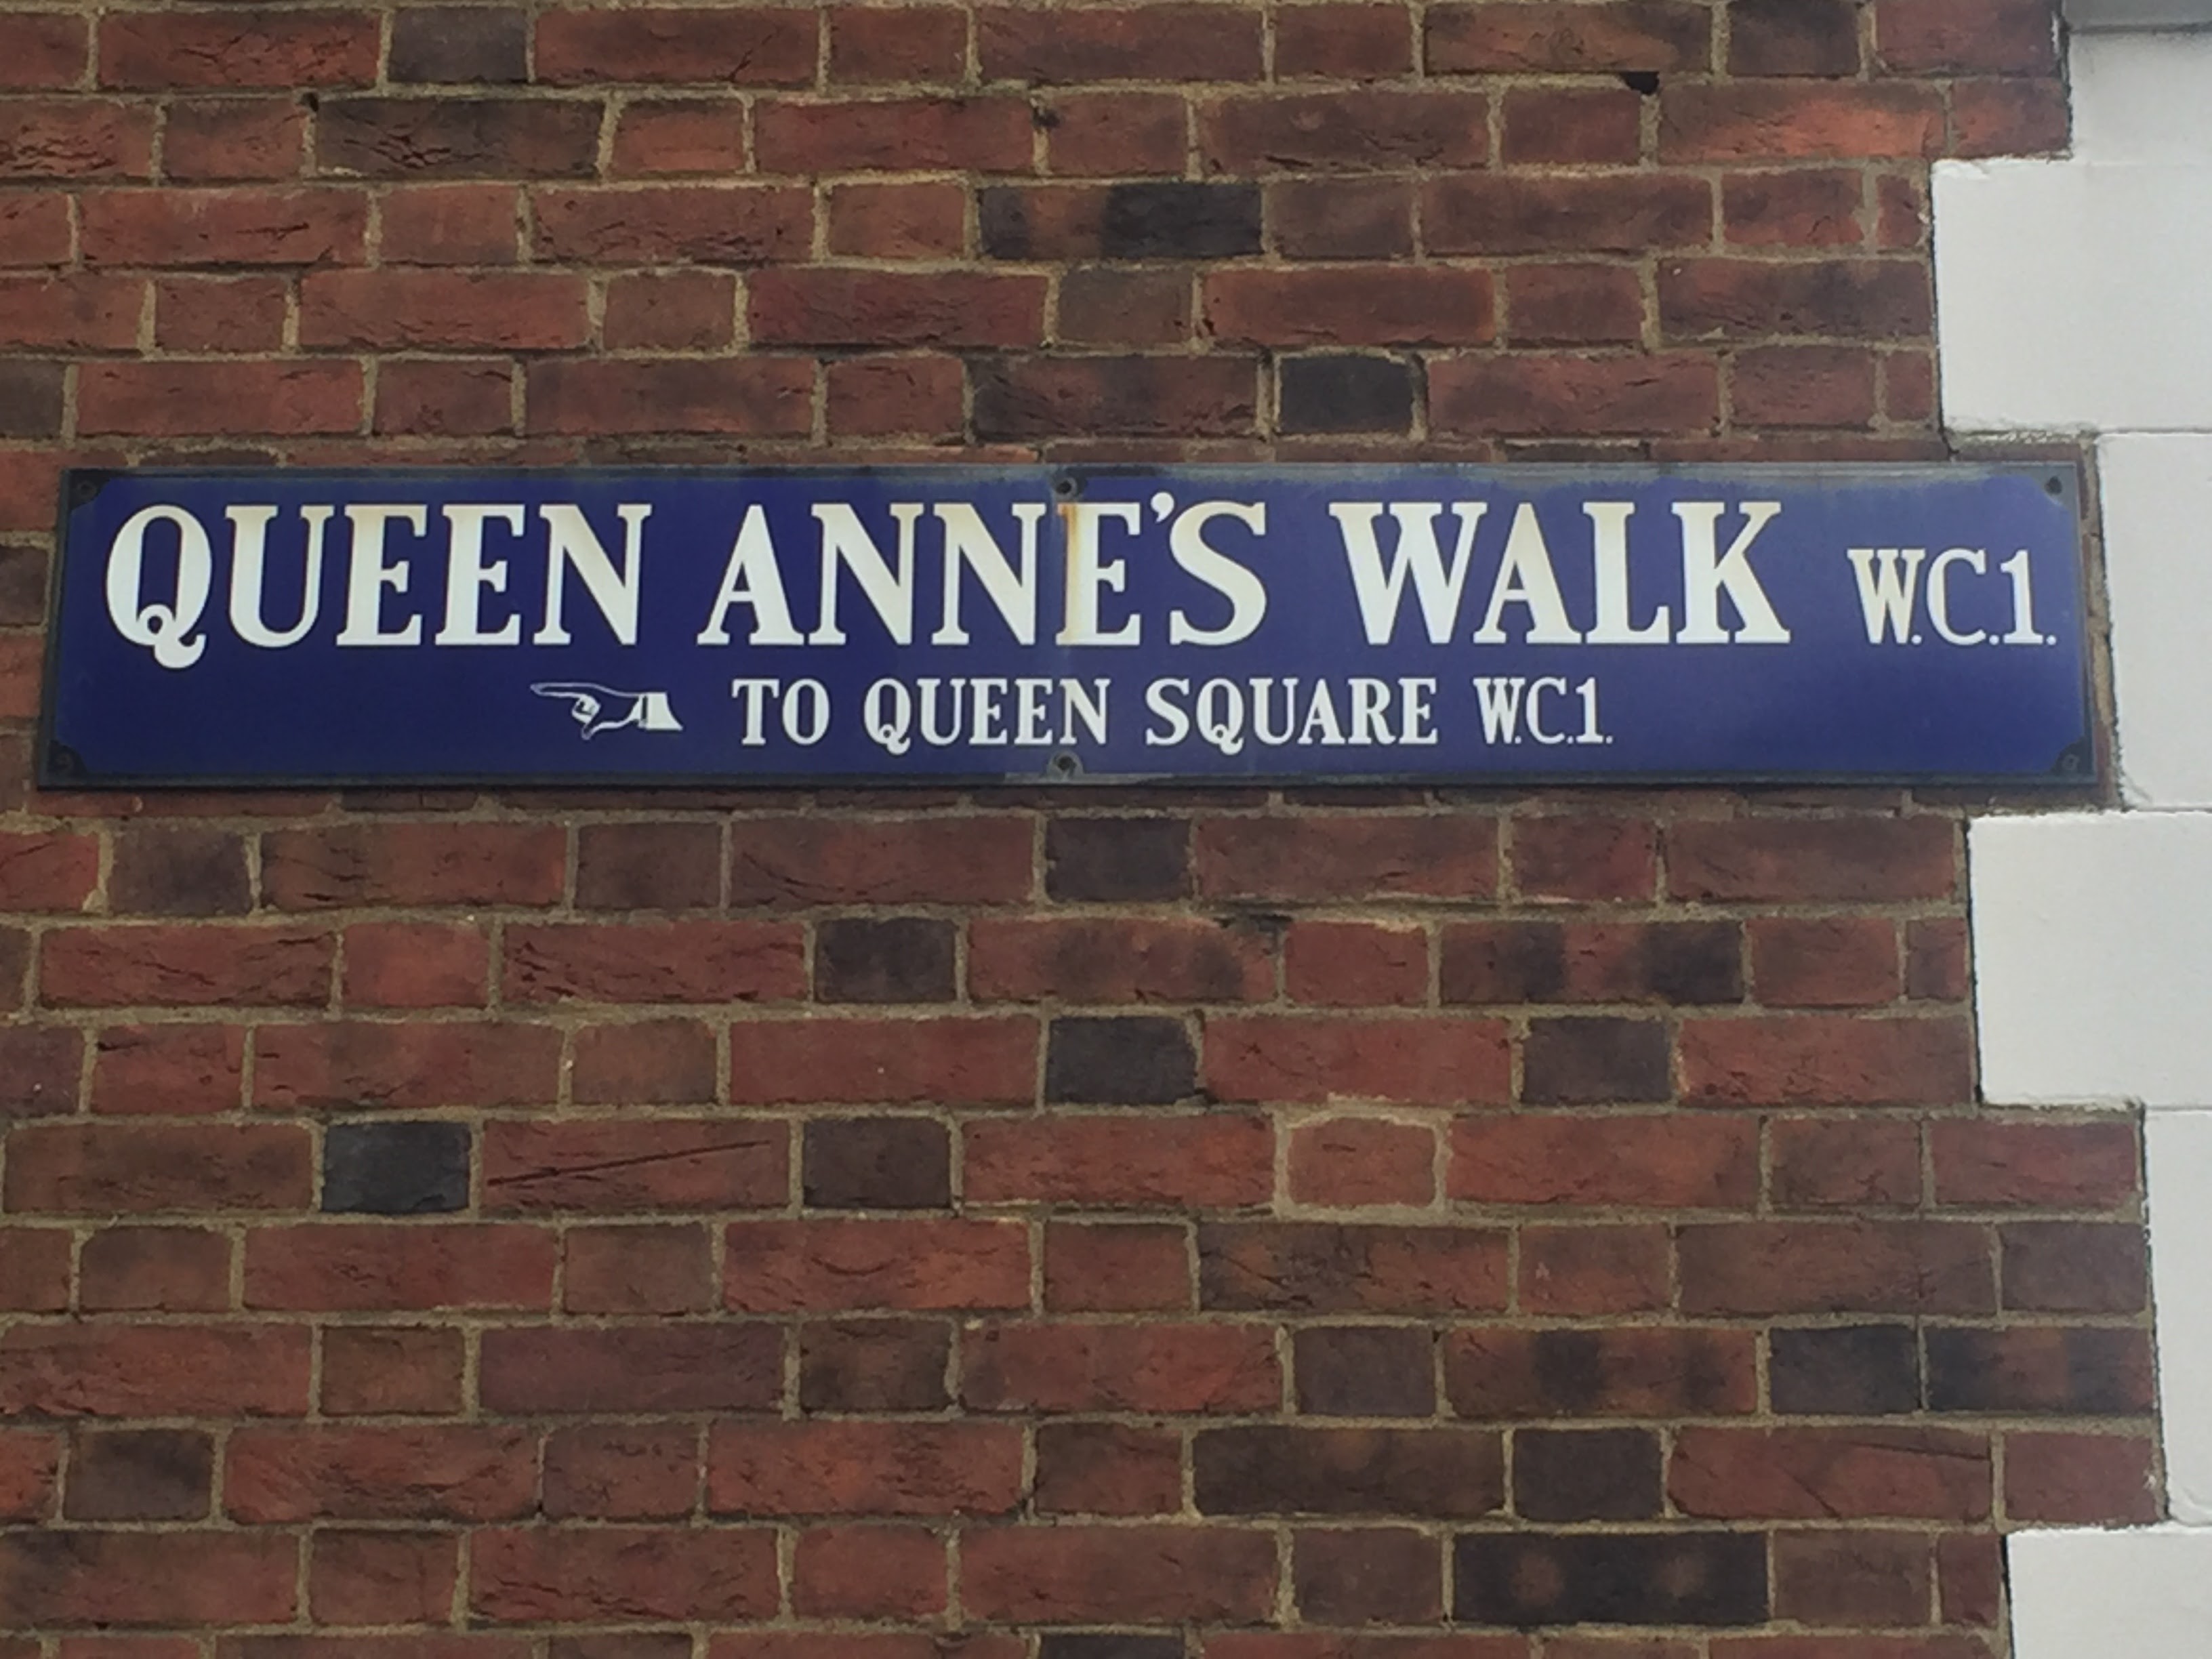 QUEEN ANNE'S WALK W.C.1.
TO QUEEN SQUARE W.C.1.